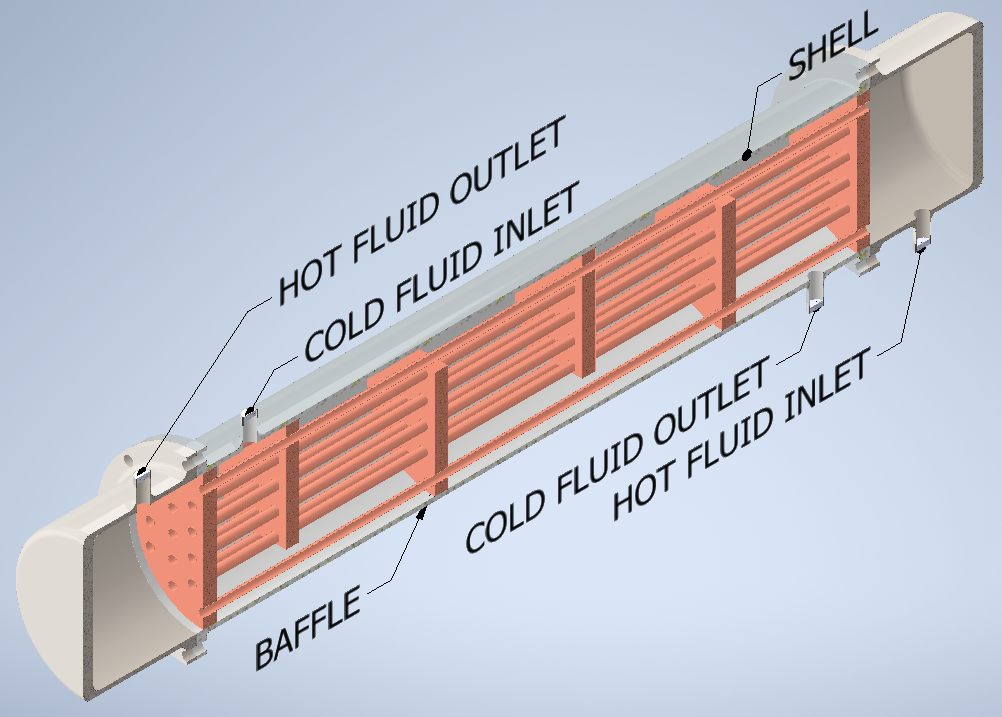 SHELL
HOT FLUID OUTLET
COLD FLUID INLET
COLD FLUID OUTLET
HOT FLUID INLET
BAFFLE